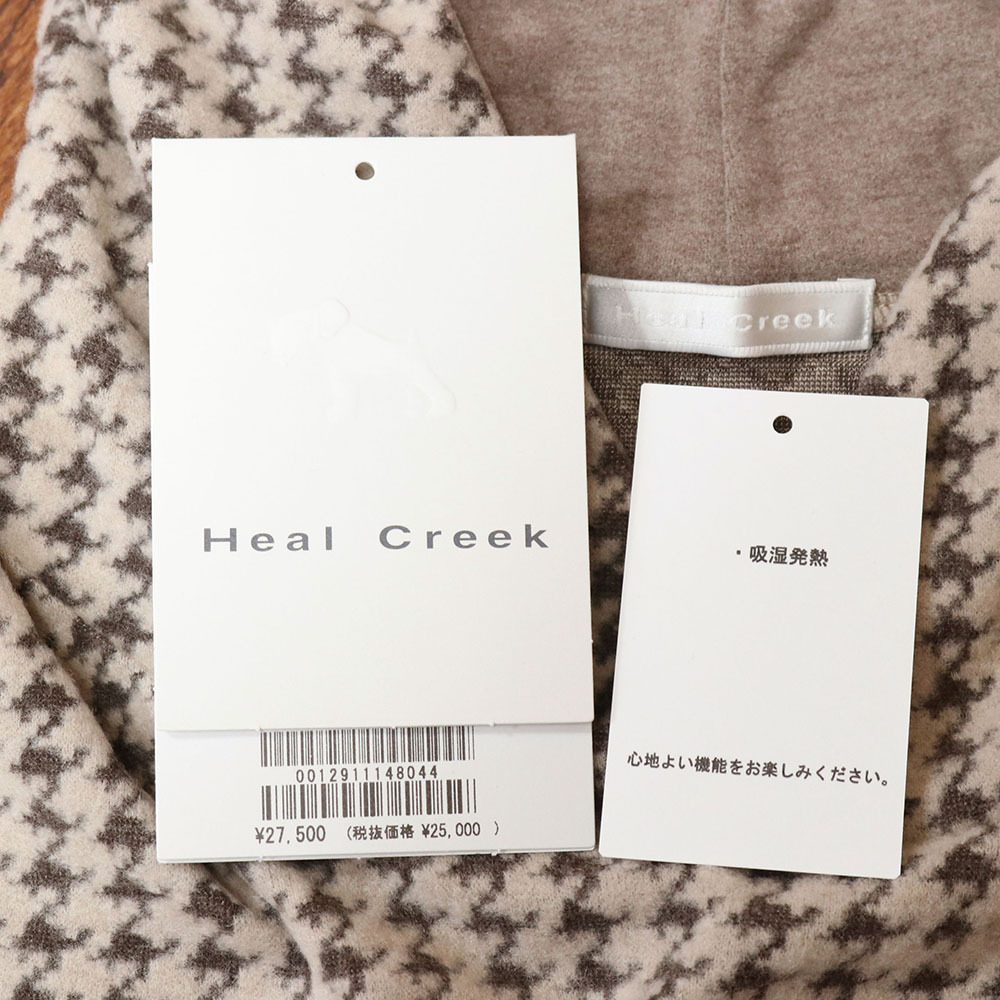 Heal Creek
Heal Creek
・吸湿発熱
心地よい機能をお楽しみください。
0012911148044
¥27,500 (税抜価格 ¥25,000 )